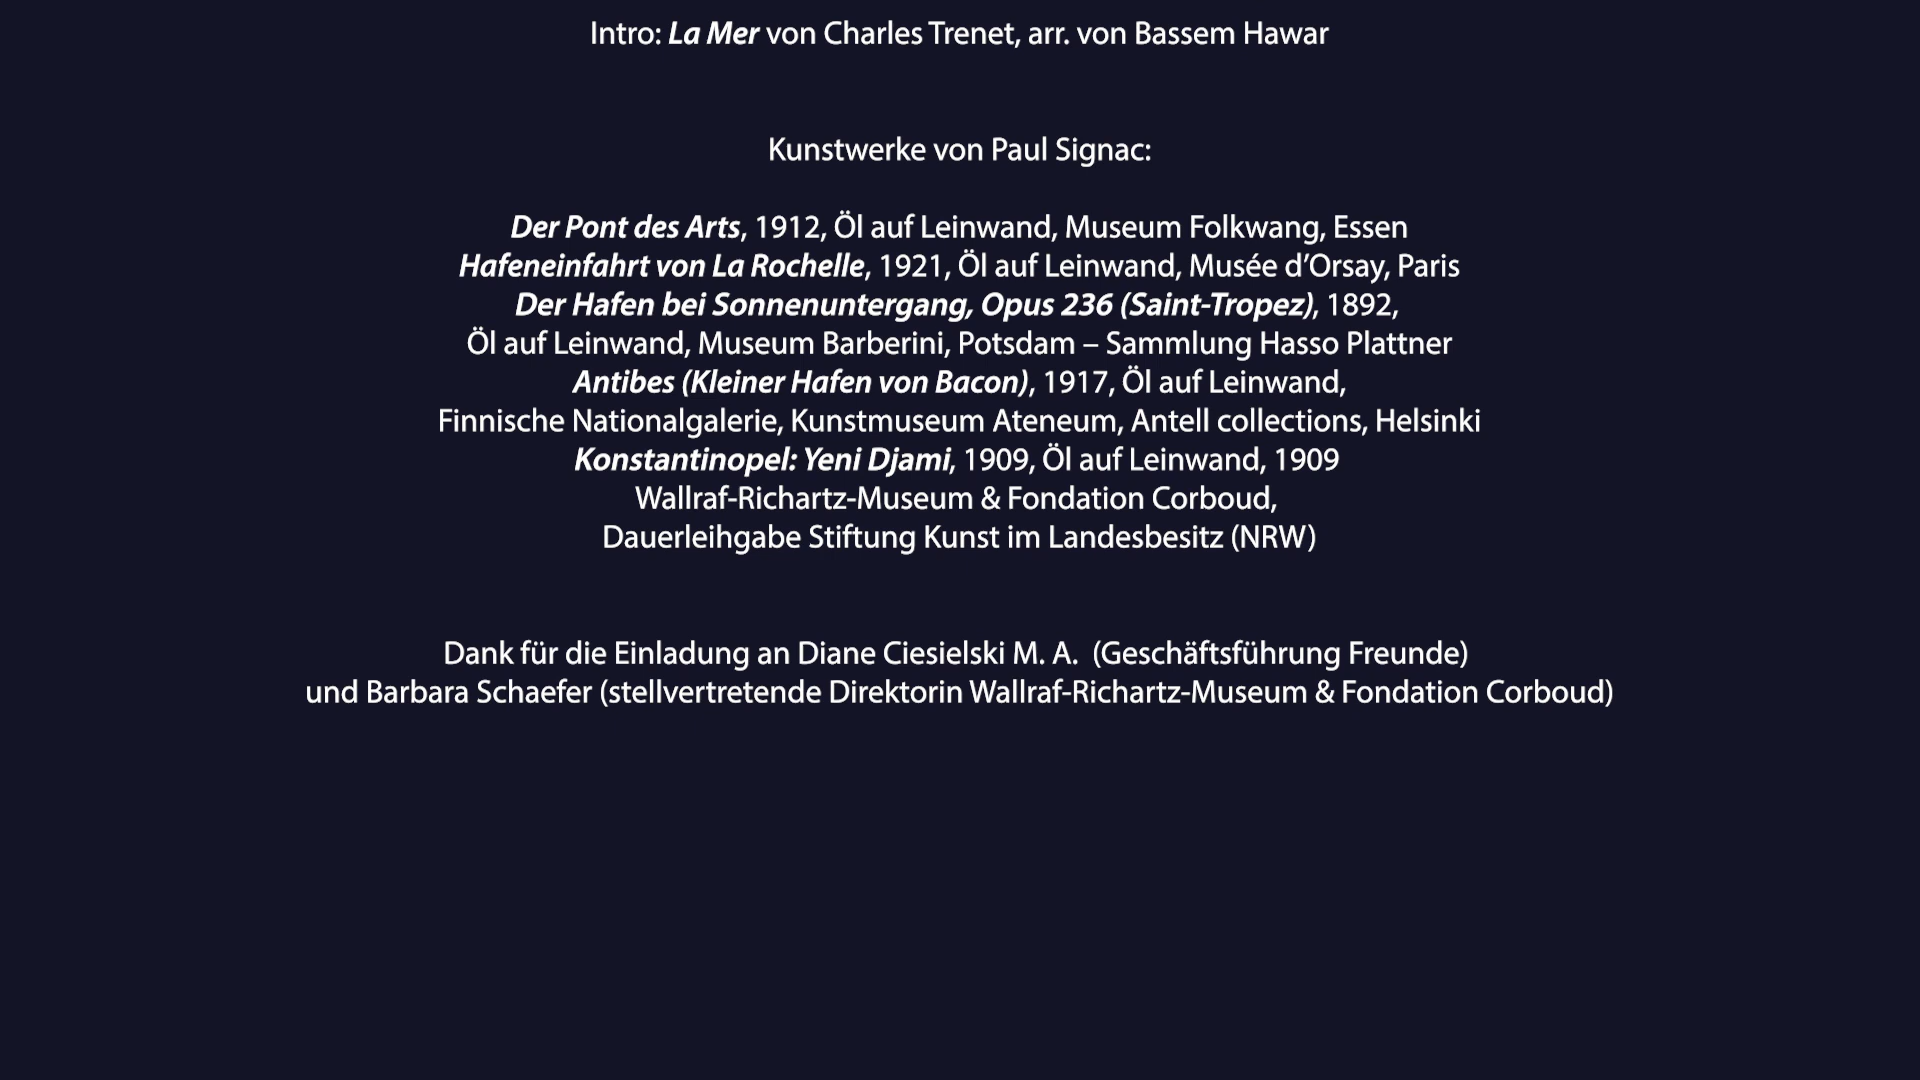 Intro: La Mer von Charles Trenet, arr. von Bassem Hawar
Kunstwerke von Paul Signac:
Der Pont des Arts, 1912, Öl auf Leinwand, Museum Folkwang, Essen
Hafeneinfahrt von La Rochelle, 1921, Öl auf Leinwand, Musée d’Orsay, Paris
Der Hafen bei Sonnenuntergang, Opus 236 (Saint-Tropez), 1892,
Öl auf Leinwand, Museum Barberini, Potsdam – Sammlung Hasso Plattner
Antibes (Kleiner Hafen von Bacon), 1917, Öl auf Leinwand,
Finnische Nationalgalerie, Kunstmuseum Ateneum, Antell collections, Helsinki
Konstantinopel: Yeni Djami, 1909, Öl auf Leinwand, 1909
Wallraf-Richartz-Museum & Fondation Corboud,
Dauerleihgabe Stiftung Kunst im Landesbesitz (NRW)
Dank für die Einladung an Diane Ciesielski M. A.  (Geschäftsführung Freunde)
und Barbara Schaefer (stellvertretende Direktorin Wallraf-Richartz-Museum & Fondation Corboud)